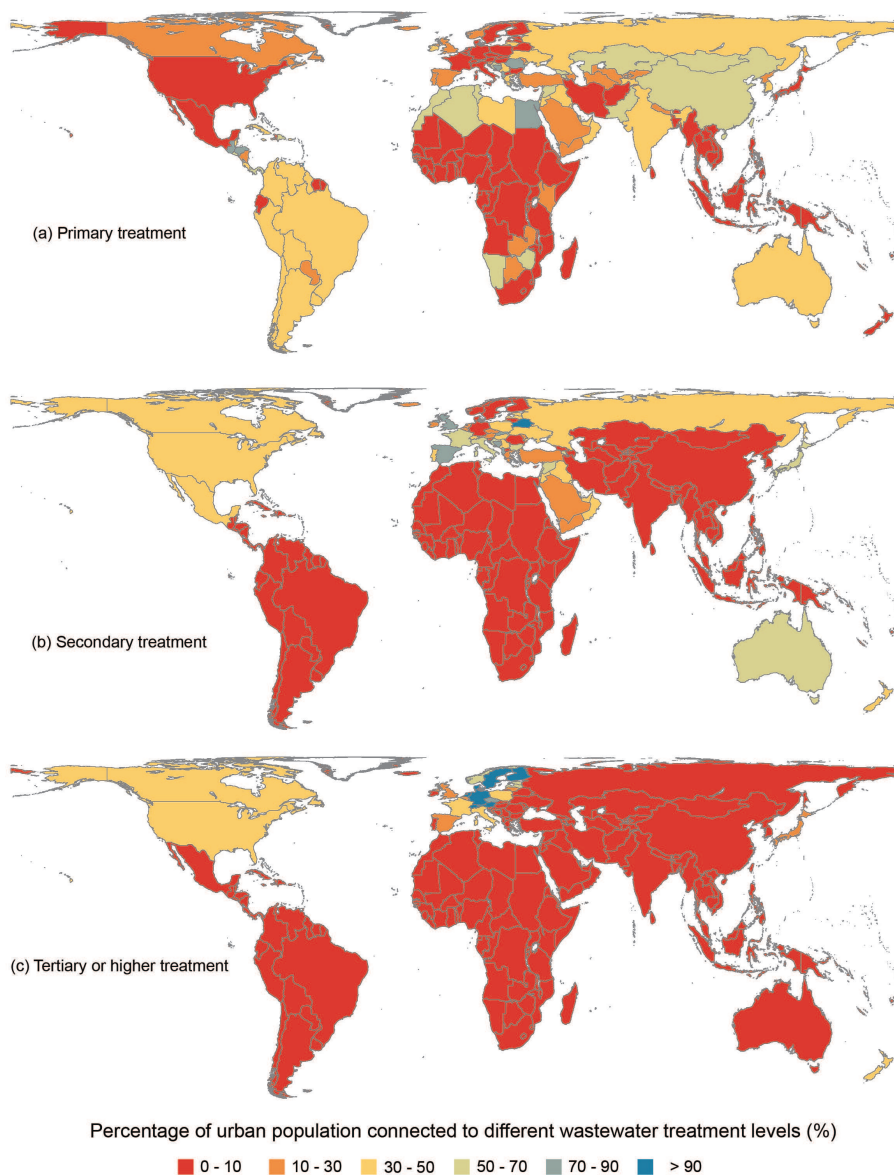 (a) Primary treatment
(b) Secondary treatment
(c) Tertiary or higher treatment
Percentage of urban population connected to different wastewater treatment levels (%)
0 - 10 10 - 30 30 - 50 50 - 70 70 - 90 > 90